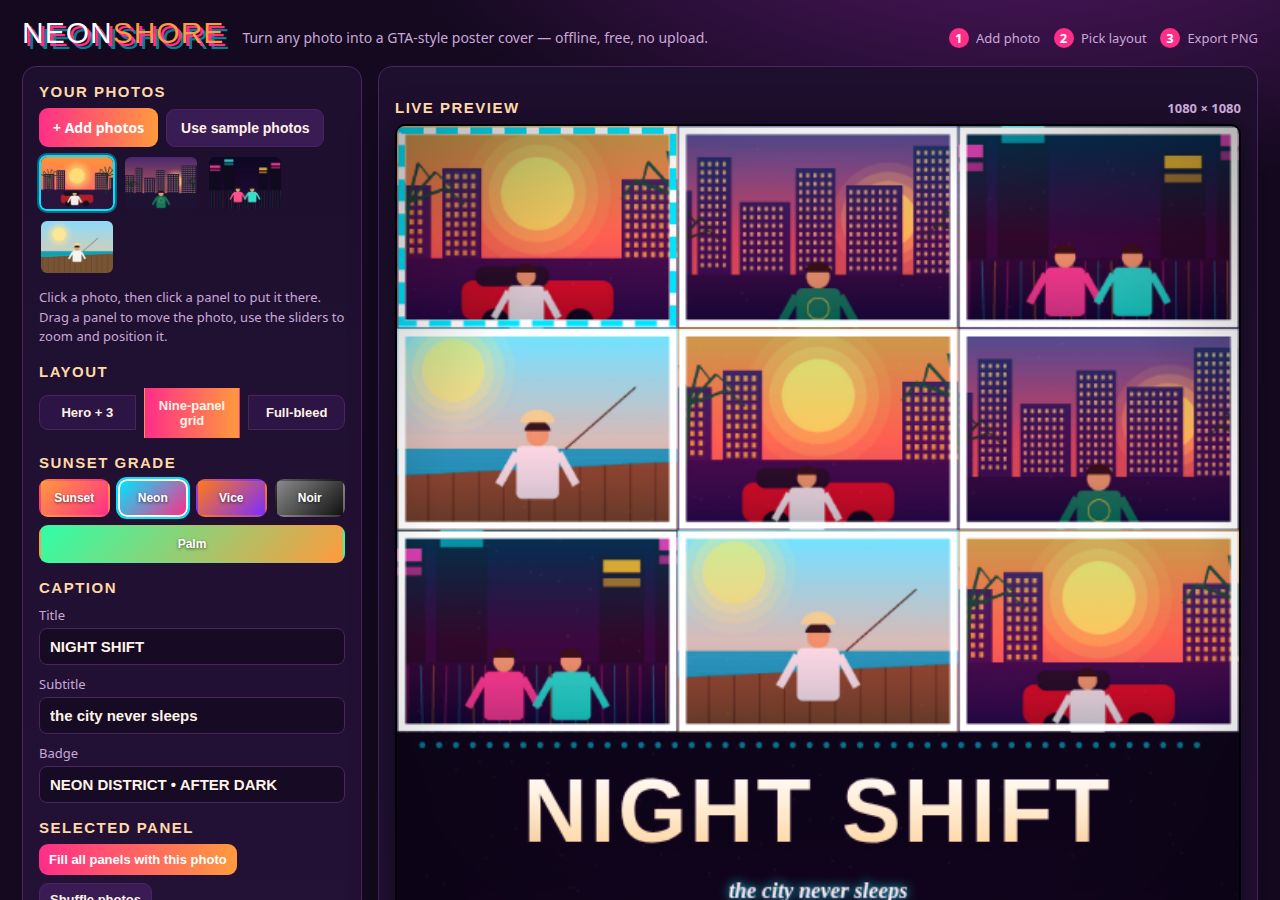 NEONSHORE
Turn any photo into a GTA-style poster cover — offline, free, no upload.
1 Add photo 2 Pick layout 3 Export PNG
YOUR PHOTOS
+ Add photos
Use sample photos
Click a photo, then click a panel to put it there.
Drag a panel to move the photo, use the sliders to
zoom and position it.
LAYOUT
Hero + 3
Nine-panel
grid
Full-bleed
SUNSET GRADE
Sunset
Neon
Vice
Noir
Palm
CAPTION
Title
NIGHT SHIFT
Subtitle
the city never sleeps
Badge
NEON DISTRICT • AFTER DARK
SELECTED PANEL
Fill all panels with this photo
Shuffle photos
LIVE PREVIEW
1080 × 1080
NIGHT SHIFT
the city never sleeps